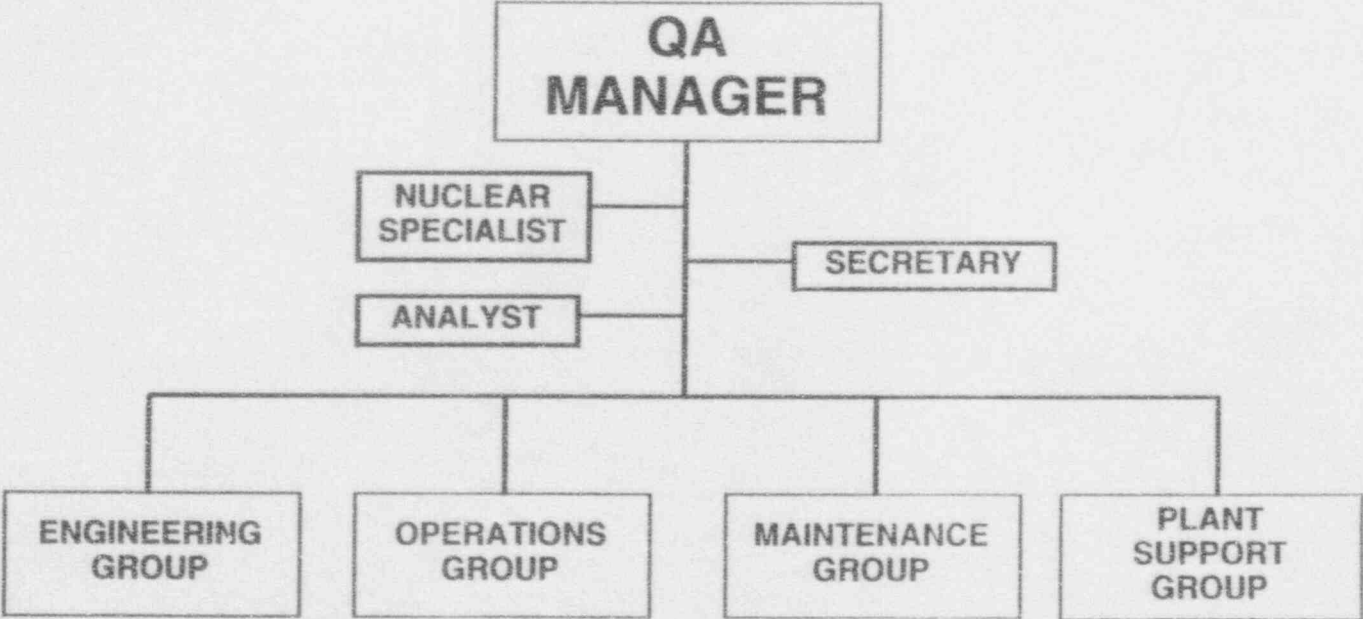 QA
MANAGER
NUCLEAR
SPECIALIST
SECRETARY
ANALYST
ENGINEERING
GROUP
OPERATIONS
GROUP
MAINTENANCE
GROUP
PLANT
SUPPORT
GROUP